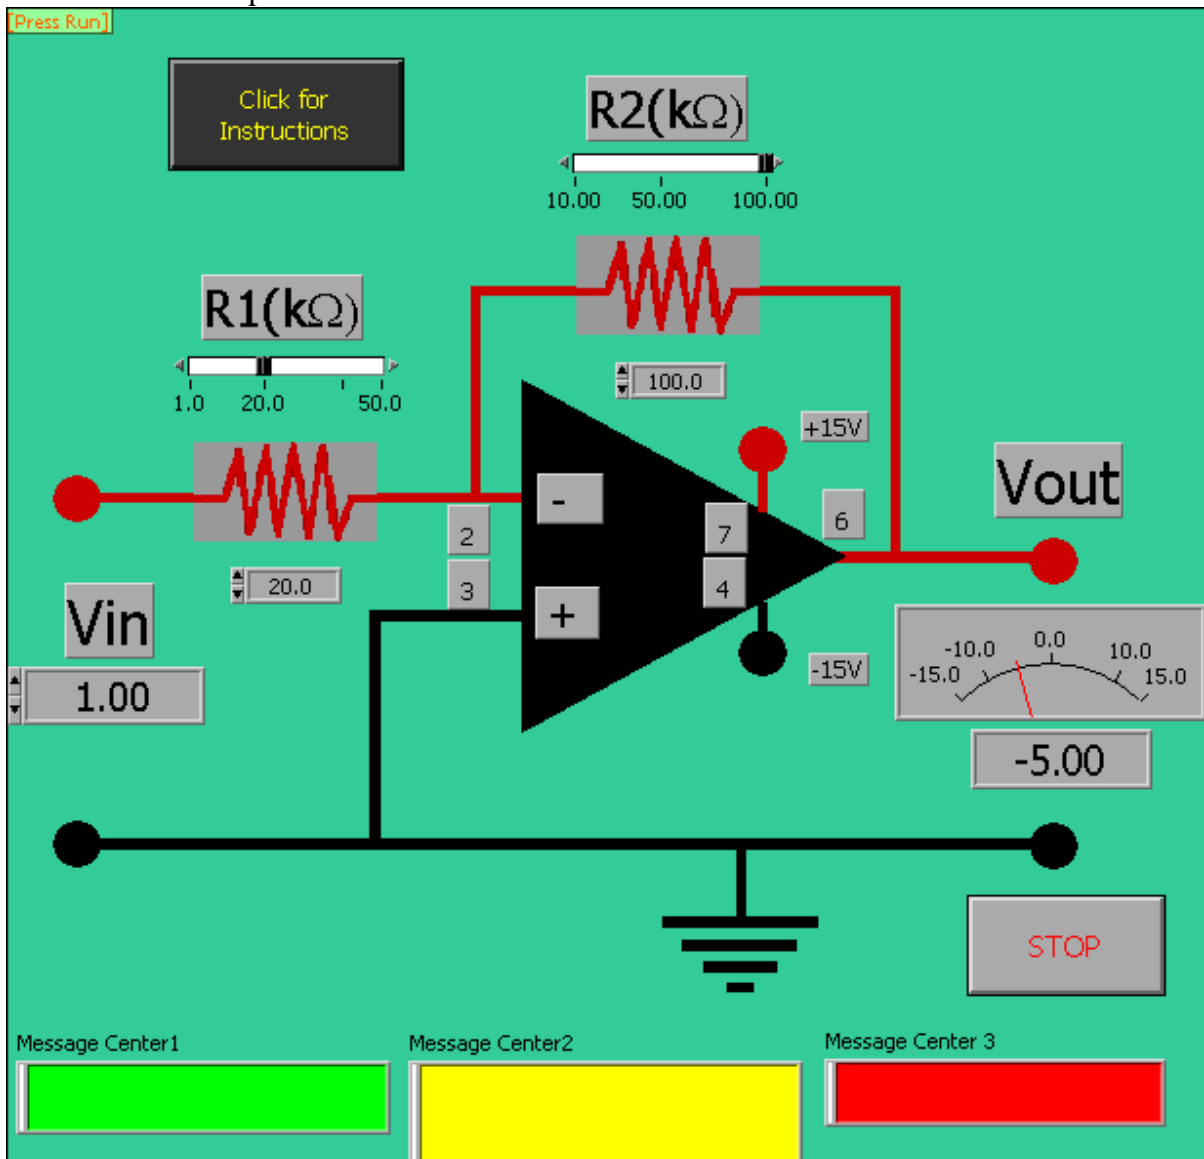 [Press Run]
Click for
Instructions
R2(kΩ)
10.00 50.00 100.00
R1(kΩ)
1.0 20.0 50.0
100.0
+15V
Vout
-
2
7
6
3
4
20.0
+
Vin
-15V
0.0
-10.0 10.0
-15.0 15.0
1.00
-5.00
STOP
Message Center1
Message Center2
Message Center 3